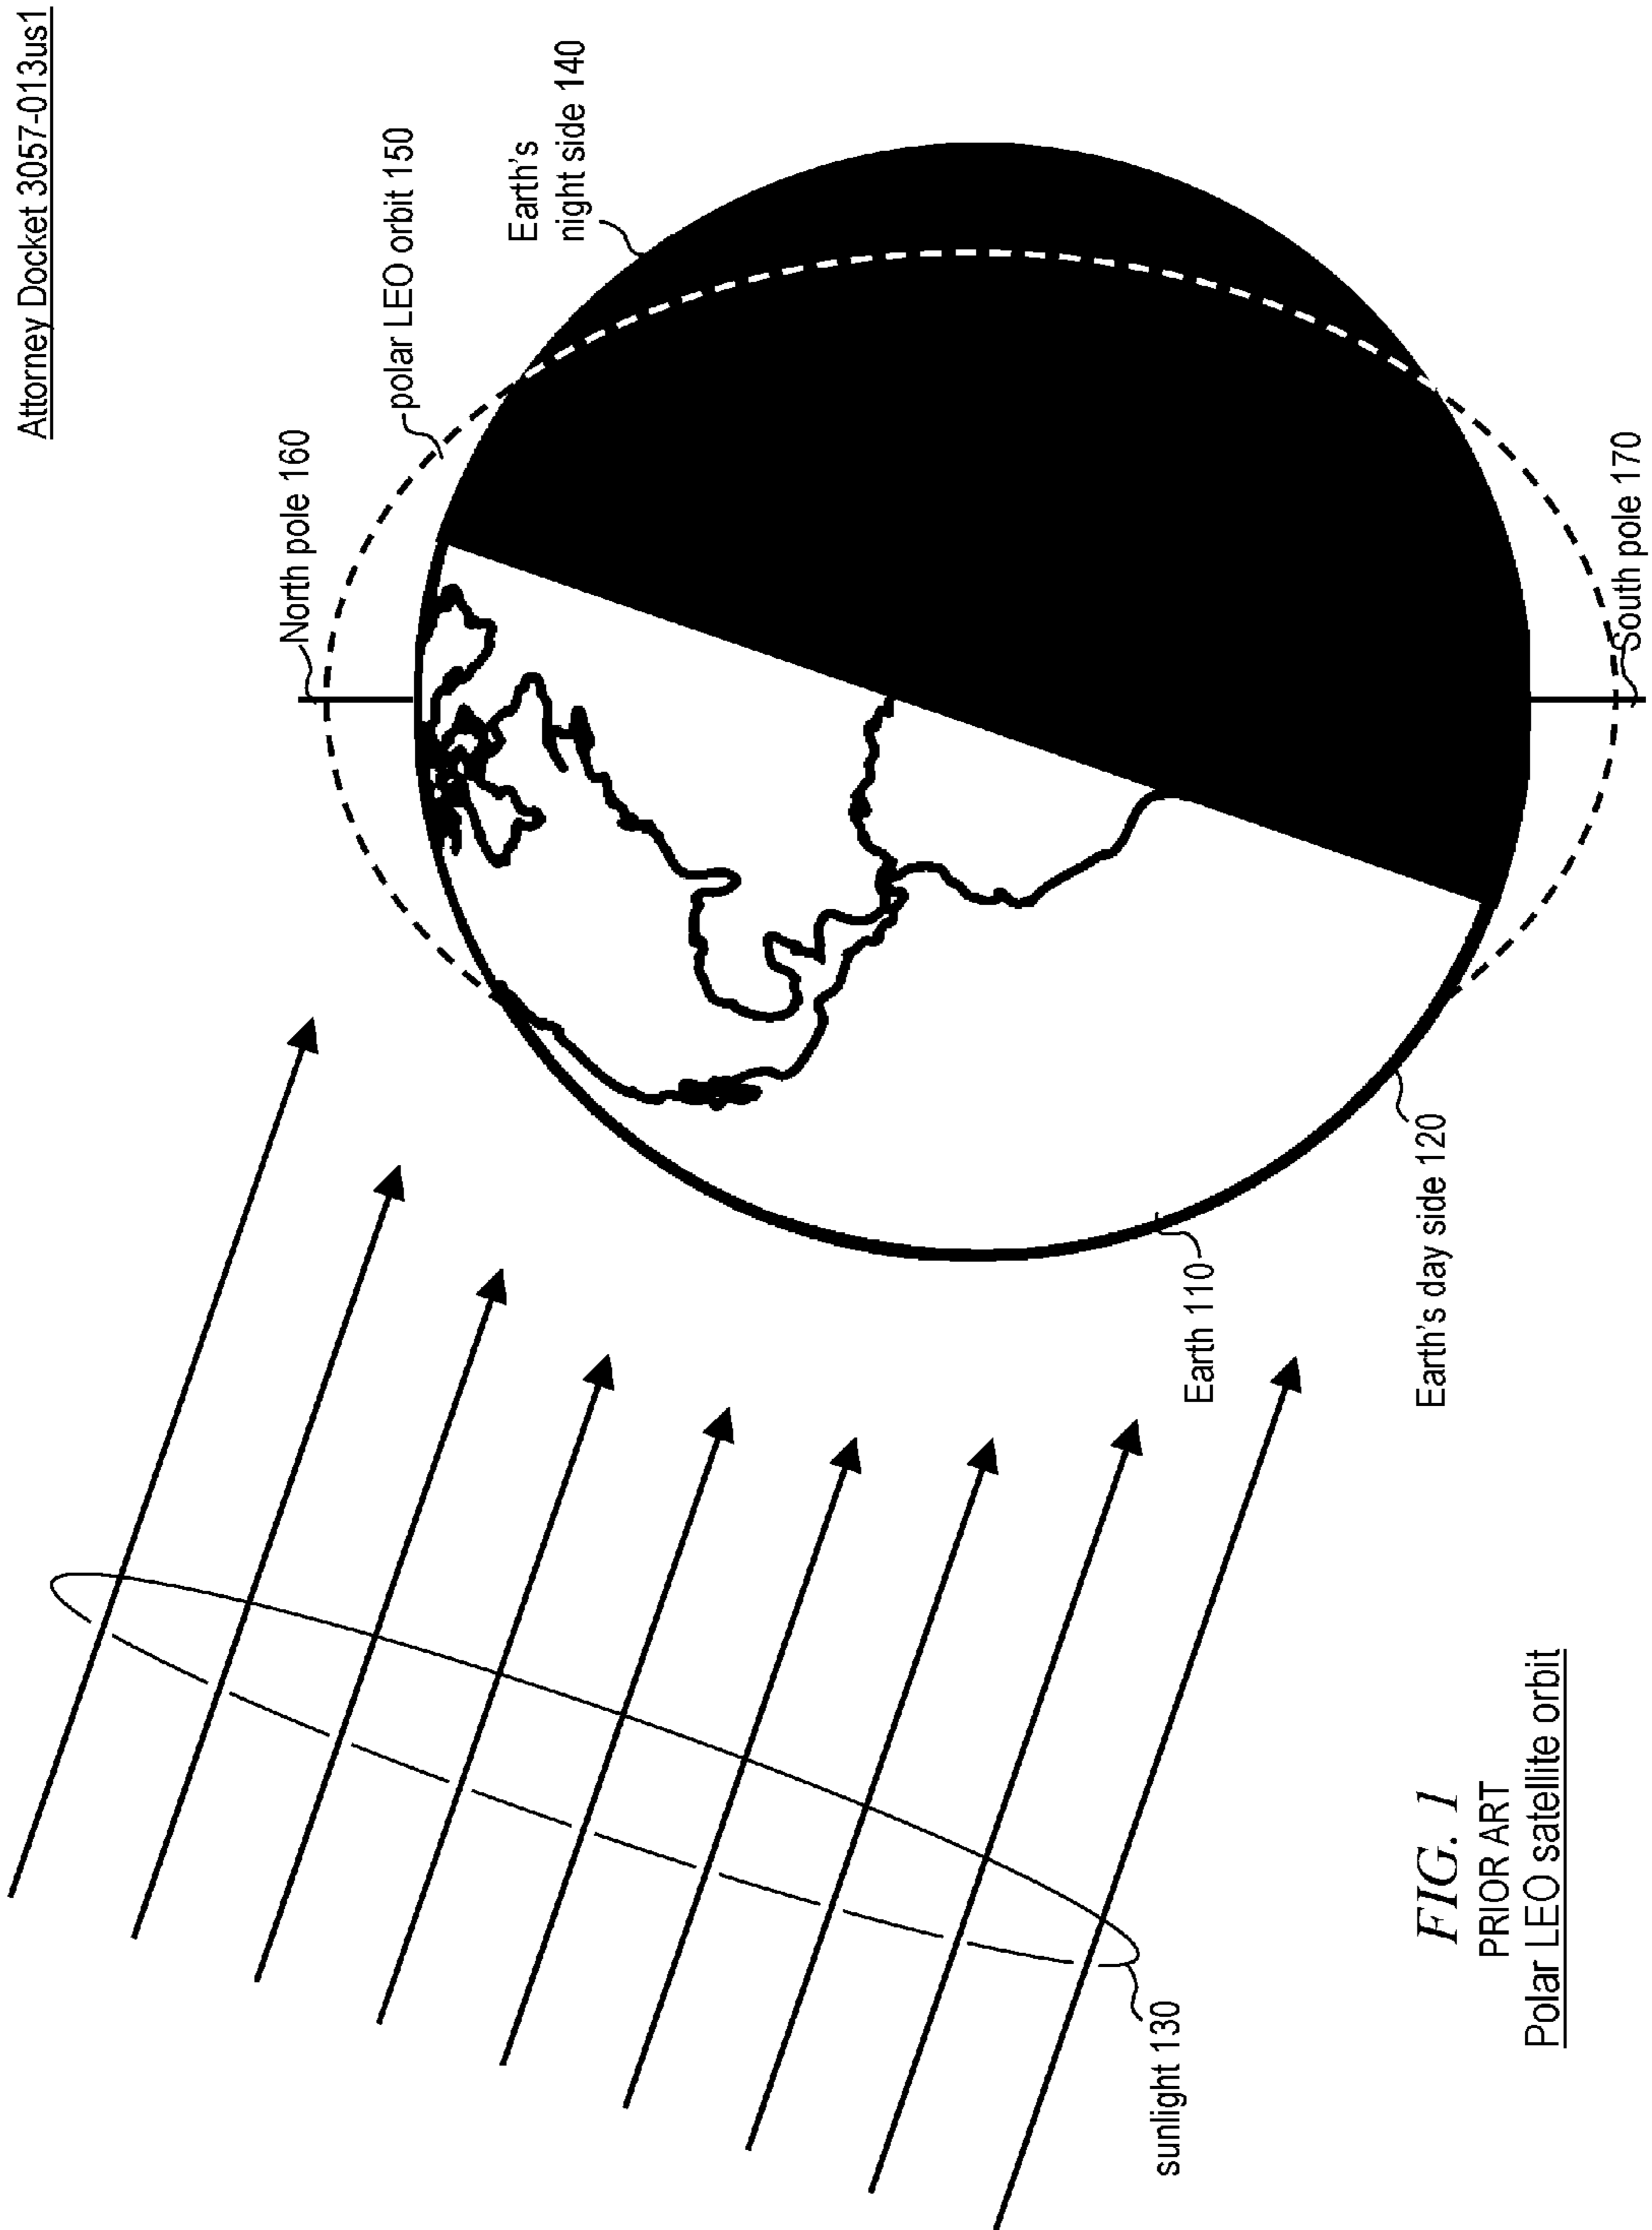 Attorney Docket 3057-013us1
North pole 160
polar LEO orbit 150
Earth's
night side 140
South pole 170
Earth 110
Earth's day side 120
sunlight 130
FIG. 1
PRIOR ART
Polar LEO satellite orbit